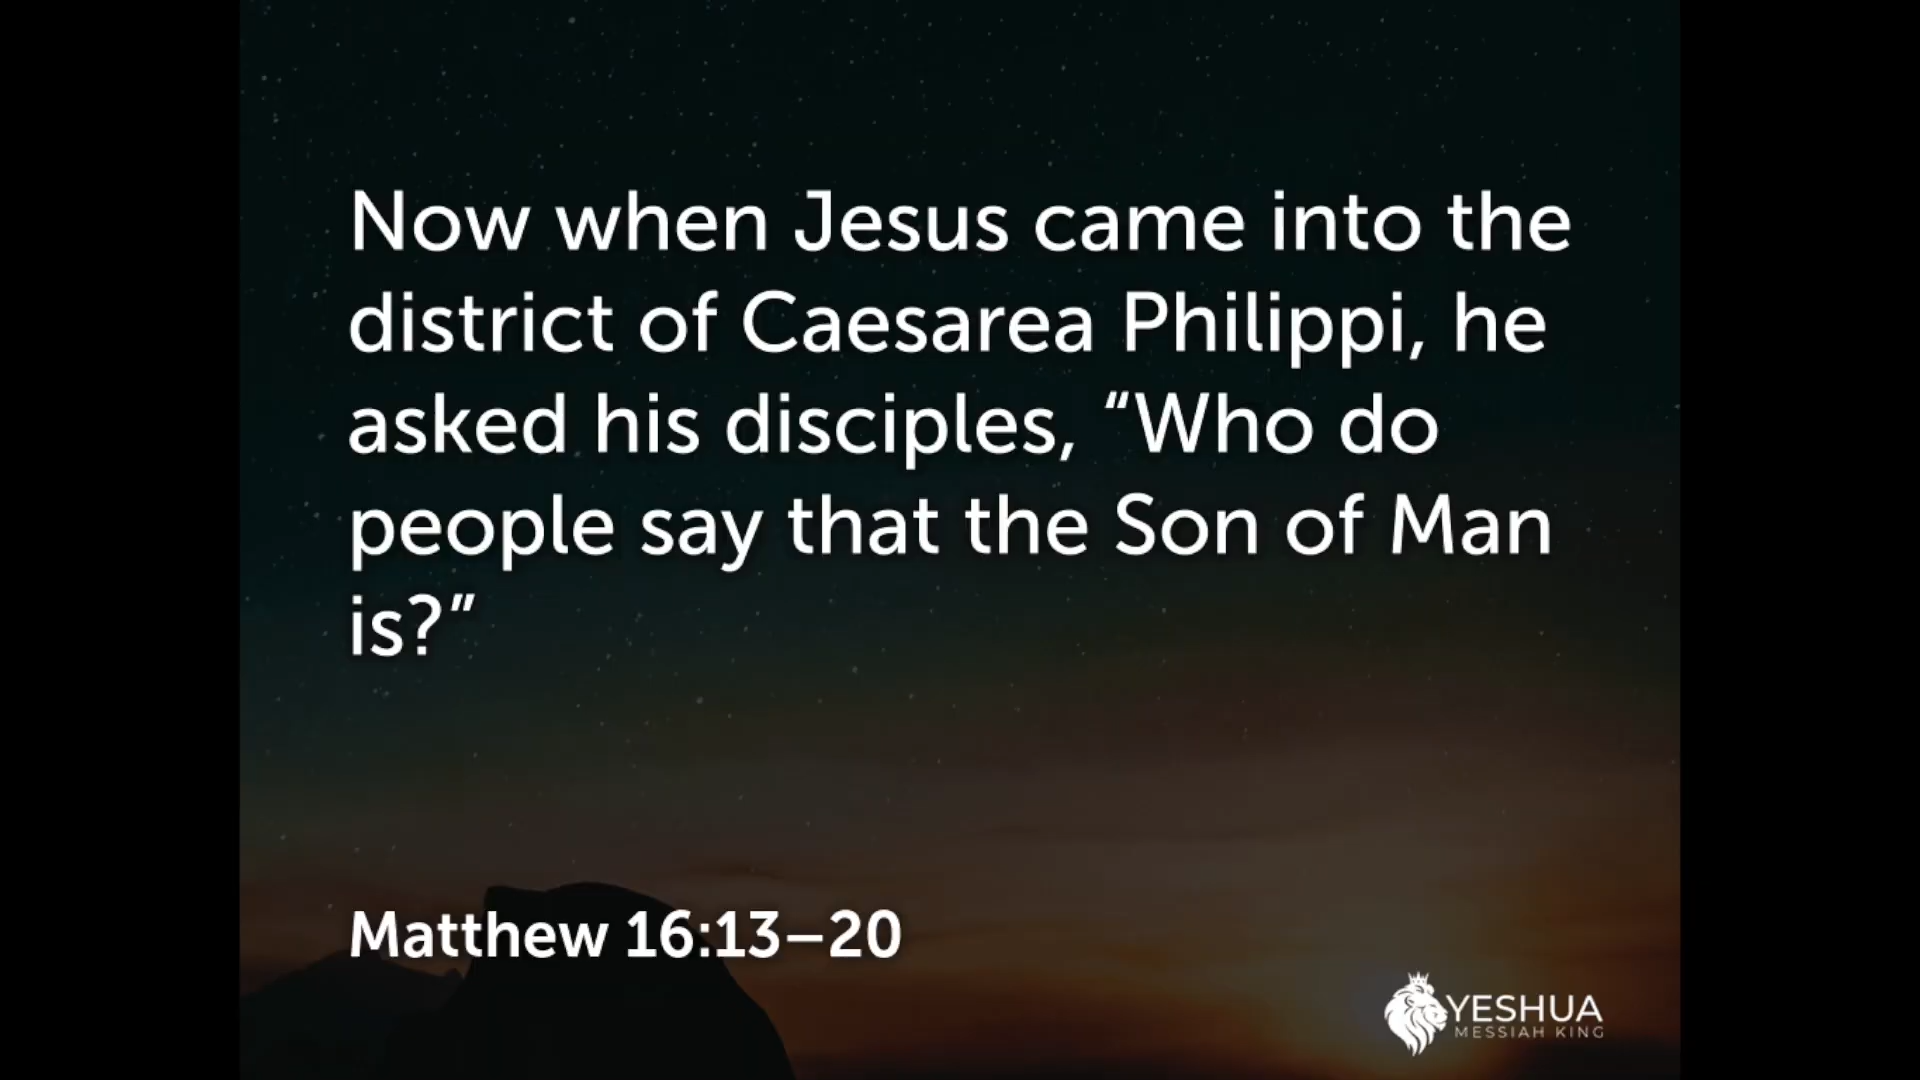 Now when Jesus came into the
district of Caesarea Philippi, he
asked his disciples, “Who do
people say that the Son of Man
is?”
Matthew 16:13–20
YESHUA
MESSIAH KING